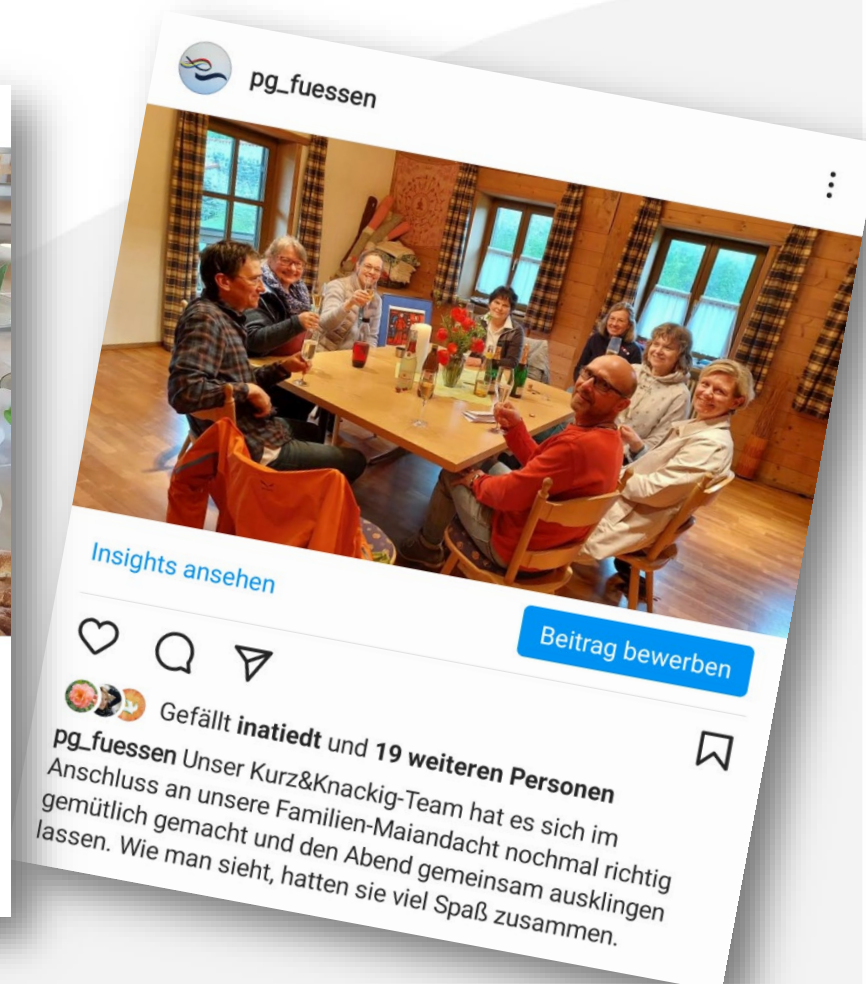 pg_fuessen
Insights ansehen
Beitrag bewerben
Gefällt inatiedt und 19 weiteren Personen
pg_fuessen Unser Kurz&Knackig-Team hat es sich im
Anschluss an unsere Familien-Maiandacht nochmal richtig
gemütlich gemacht und den Abend gemeinsam ausklingen
lassen. Wie man sieht, hatten sie viel Spaß zusammen.